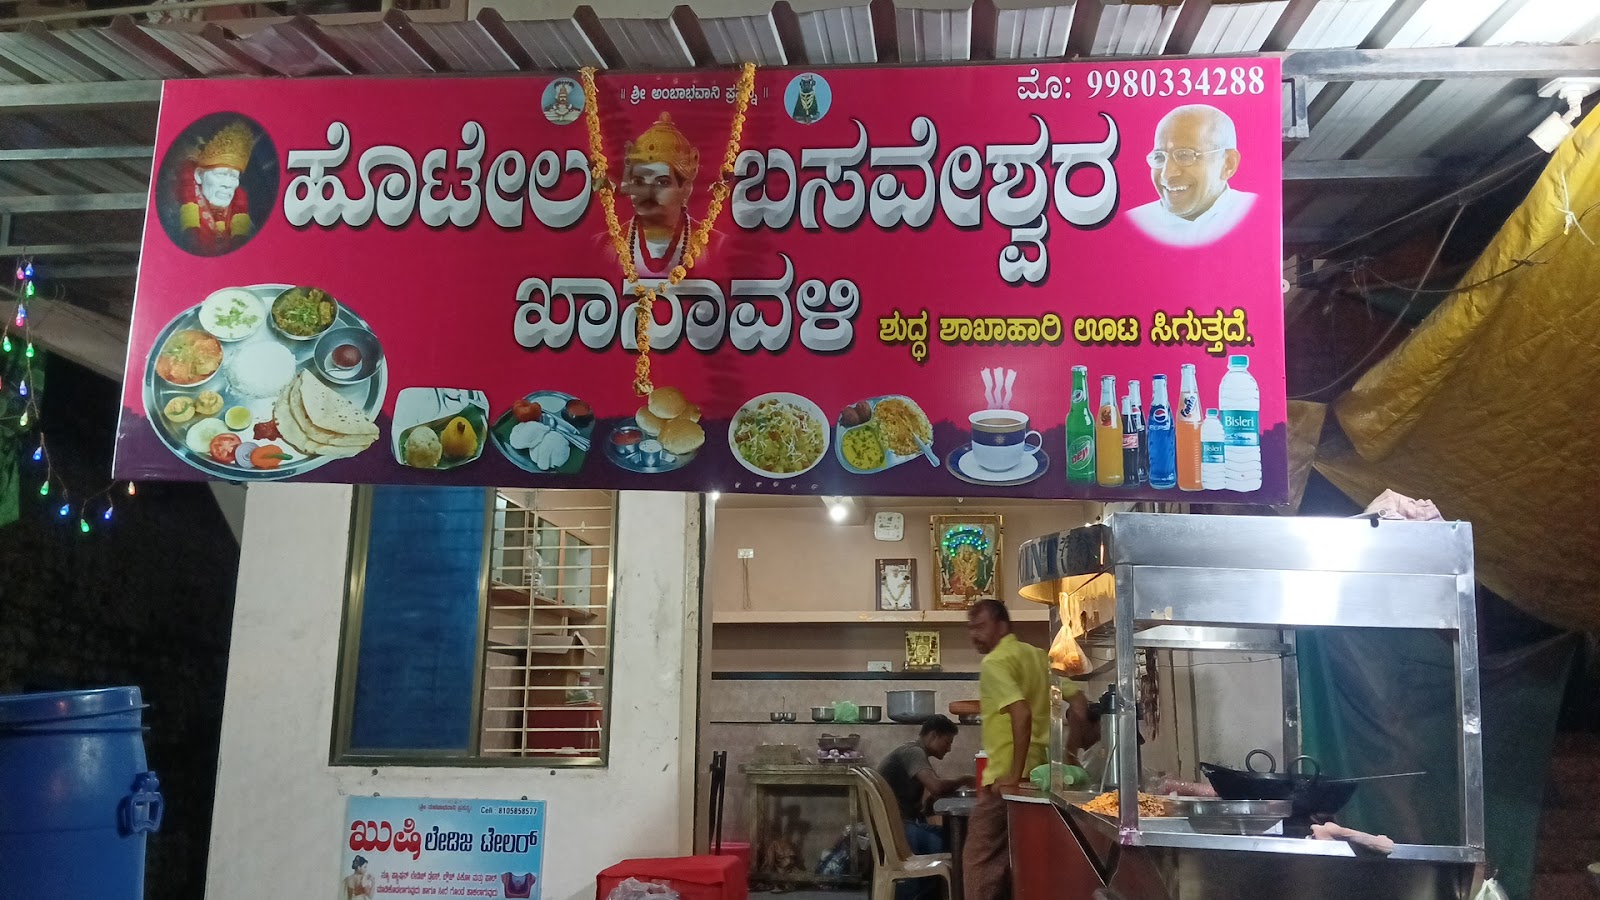 ॥ ಶ್ರೀ ಅಂಬಾಭವಾನಿ ಪ್ರಸನ್ನ ॥
ಮೊ: 9980334288
ಹೊಟೇಲ ಬಸವೇಶ್ವರ
ಖಾನಾವಳಿ
ಶುದ್ಧ ಶಾಖಾಹಾರಿ ಊಟ ಸಿಗುತ್ತದೆ.
Bisleri
Cell : 8105858577
ಖುಷಿ ಲೇಡಿಜ ಟೇಲರ್